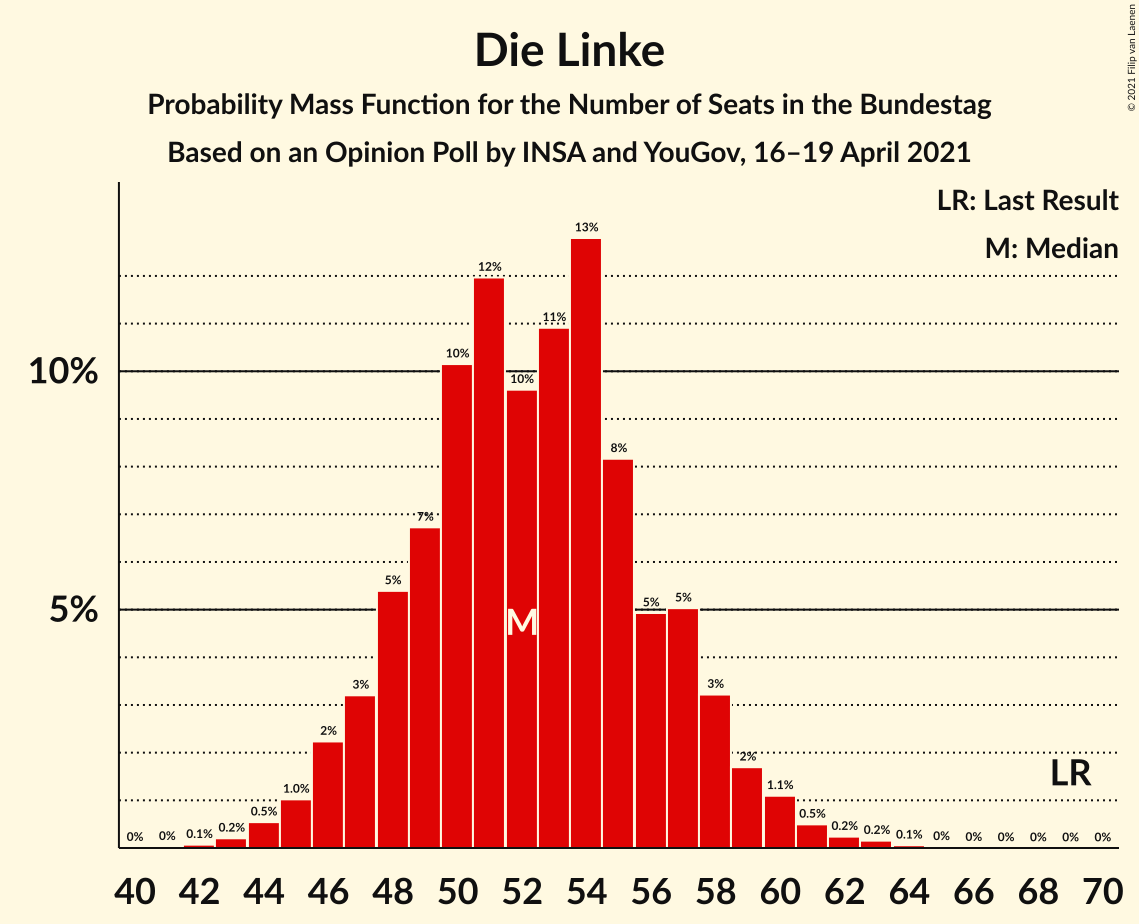 © 2021 Filip van Laenen
Die Linke
Probability Mass Function for the Number of Seats in the Bundestag
Based on an Opinion Poll by INSA and YouGov, 16–19 April 2021
LR: Last Result
M: Median
10%
5%
0% 0% 0.1% 0.2% 0.5% 1.0% 2% 3% 5% 7% 10% 12% 10% 11% 13% 8% 5% 5% 3% 2% 1.1% 0.5% 0.2% 0.2% 0.1% 0% 0% 0% 0% 0% 0%
M
LR
40 42 44 46 48 50 52 54 56 58 60 62 64 66 68 70